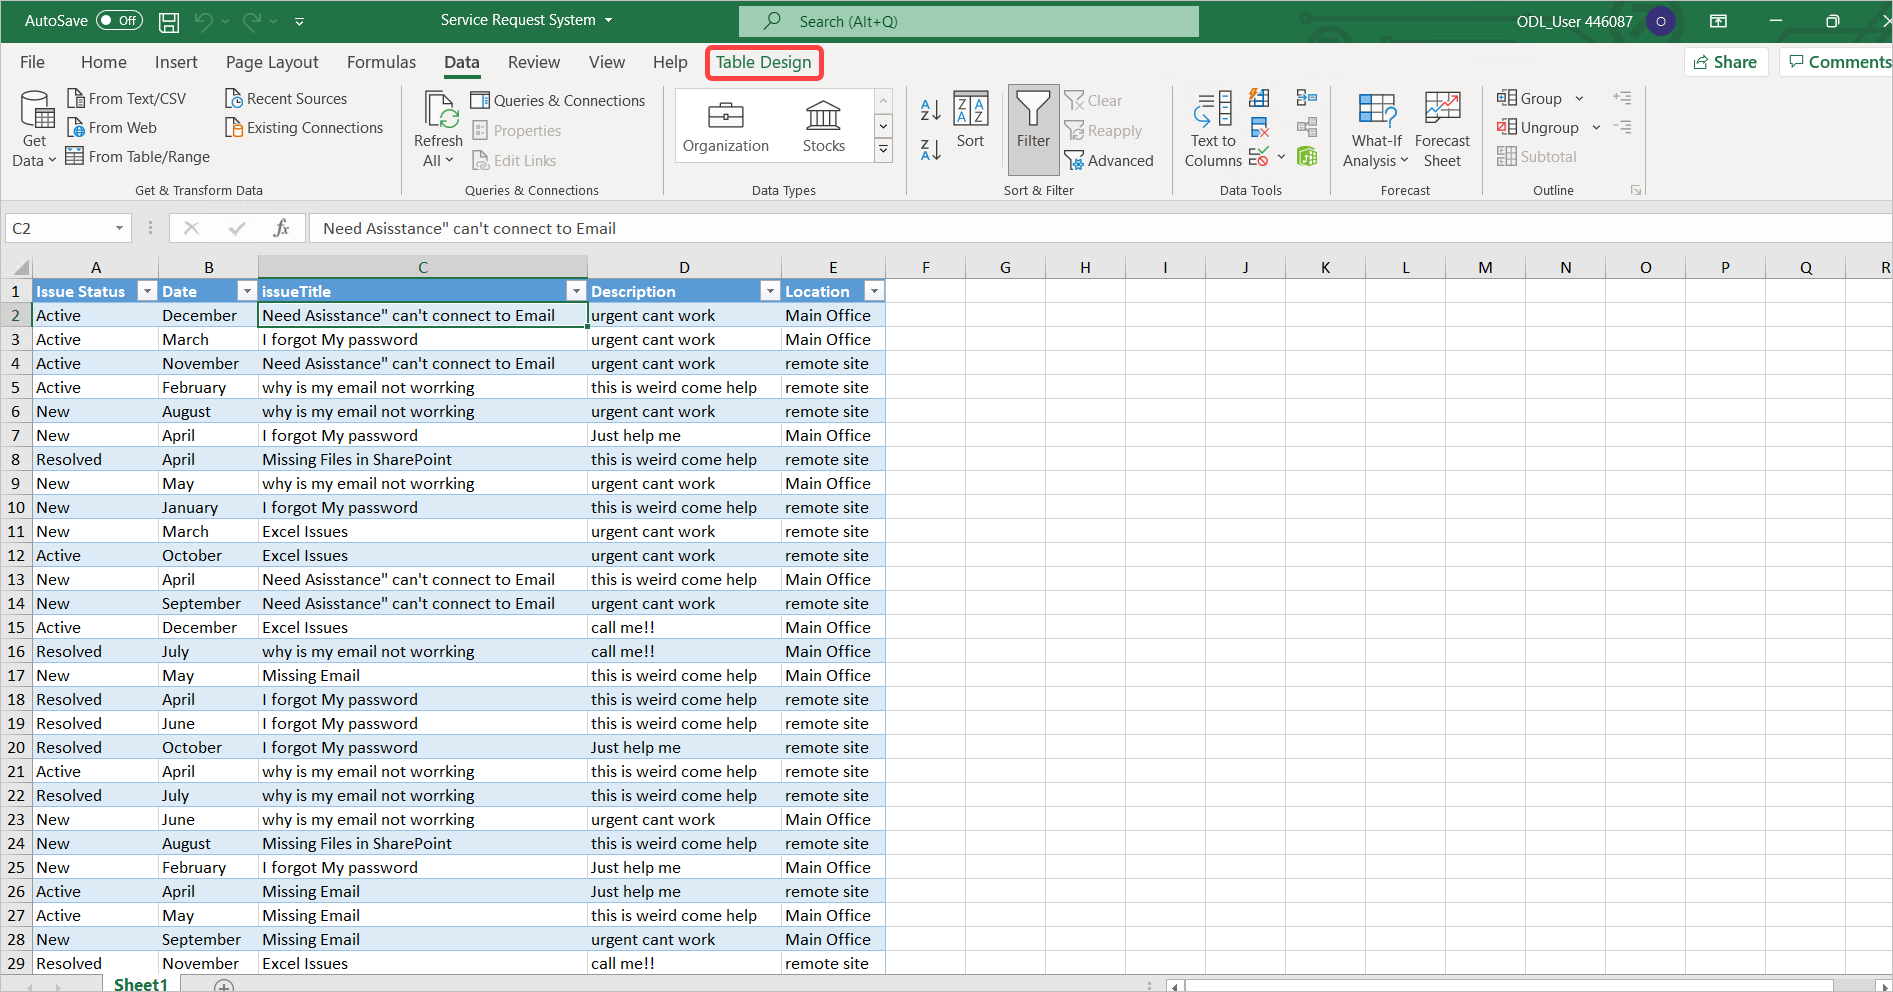 AutoSave Off Service Request System Search (Alt+Q) ODL_User 446087 O
File Home Insert Page Layout Formulas Data Review View Help Table Design Share Comments
Get Data
From Text/CSV
From Web
From Table/Range
Recent Sources
Existing Connections
Get & Transform Data
Refresh All
Queries & Connections
Properties
Edit Links
Queries & Connections
Organization Stocks
Data Types
Sort
Filter
Clear
Reapply
Advanced
Sort & Filter
Text to Columns
Data Tools
What-If Analysis
Forecast Sheet
Forecast
Group
Ungroup
Subtotal
Outline
C2 fx Need Asisstance" can't connect to Email
A B C D E F G H I J K L M N O P Q R
1 Issue Status Date issueTitle Description Location
2 Active December Need Asisstance" can't connect to Email urgent cant work Main Office
3 Active March I forgot My password urgent cant work Main Office
4 Active November Need Asisstance" can't connect to Email urgent cant work remote site
5 Active February why is my email not worrking this is weird come help remote site
6 New August why is my email not worrking urgent cant work remote site
7 New April I forgot My password Just help me Main Office
8 Resolved April Missing Files in SharePoint this is weird come help remote site
9 New May why is my email not worrking urgent cant work Main Office
10 New January I forgot My password this is weird come help remote site
11 New March Excel Issues urgent cant work remote site
12 Active October Excel Issues urgent cant work remote site
13 New April Need Asisstance" can't connect to Email this is weird come help Main Office
14 New September Need Asisstance" can't connect to Email urgent cant work remote site
15 Active December Excel Issues call me!! Main Office
16 Resolved July why is my email not worrking call me!! Main Office
17 New May Missing Email this is weird come help Main Office
18 Resolved April I forgot My password this is weird come help remote site
19 Resolved June I forgot My password this is weird come help remote site
20 Resolved October I forgot My password Just help me remote site
21 Active April why is my email not worrking this is weird come help remote site
22 Resolved July why is my email not worrking this is weird come help remote site
23 New June why is my email not worrking urgent cant work Main Office
24 New August Missing Files in SharePoint this is weird come help remote site
25 New February I forgot My password Just help me Main Office
26 Active April Missing Email Just help me remote site
27 Active May Missing Email this is weird come help Main Office
28 New September Missing Email urgent cant work Main Office
29 Resolved November Excel Issues call me!! remote site
Sheet1